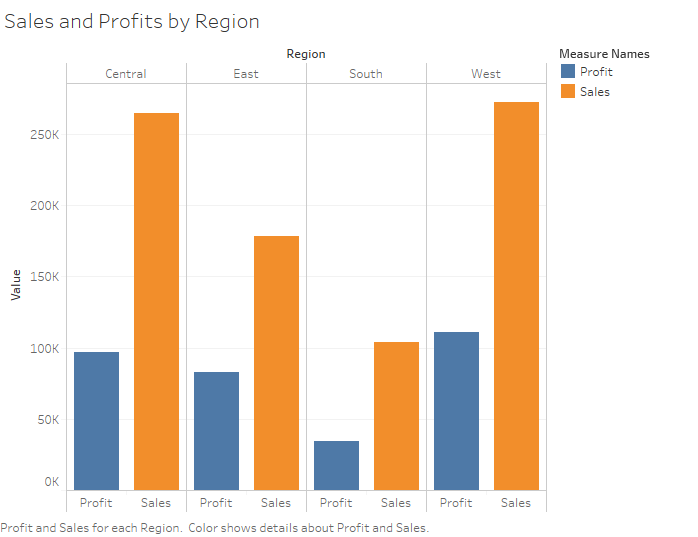 Sales and Profits by Region
Region
Measure Names
Central East South West
Profit
Sales
250K
200K
150K
100K
50K
0K
Value
Profit Sales Profit Sales Profit Sales Profit Sales
Profit and Sales for each Region. Color shows details about Profit and Sales.